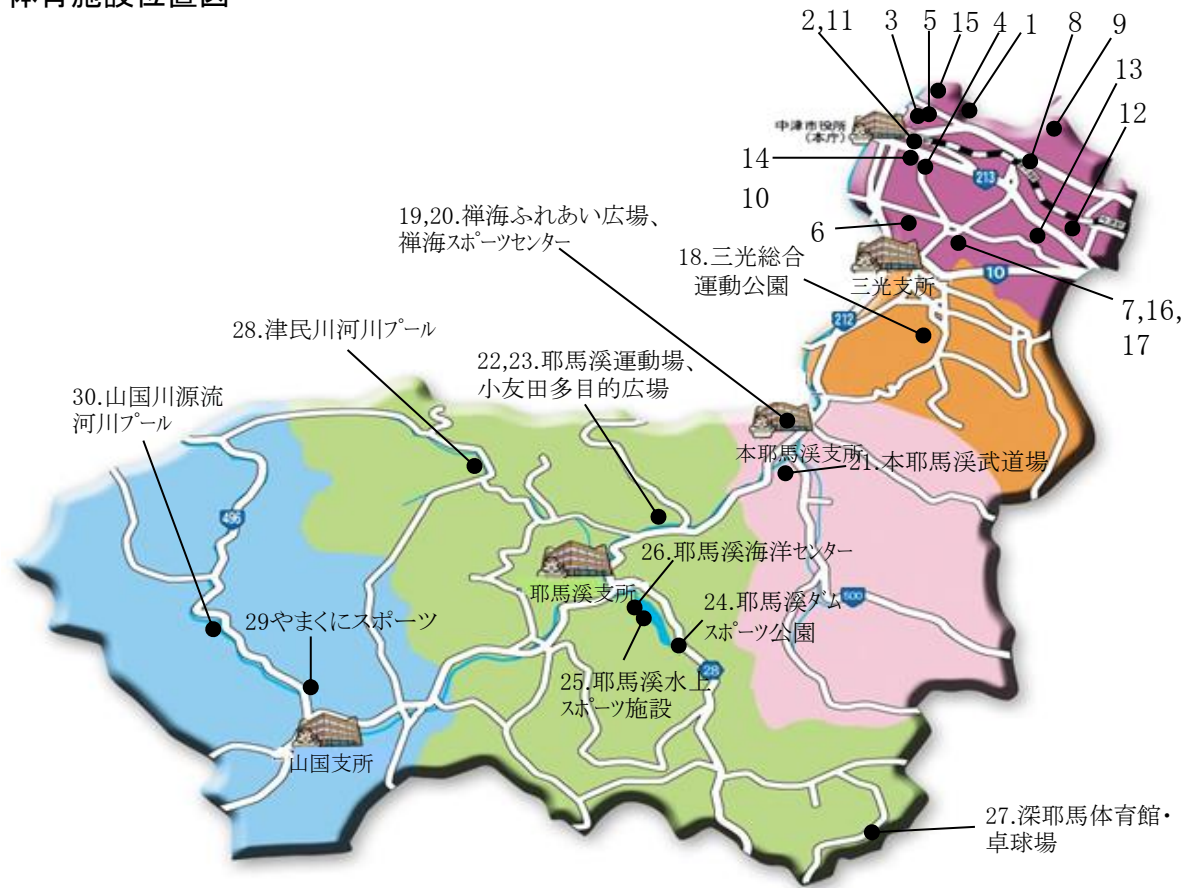 体育施設位置図
2,11
3
5
15
4
1
8
9
13
12
中津市役所
(本庁)
14
10
213
6
19,20.禅海ふれあい広場、
禅海スポーツセンター
18.三光総合
運動公園
三光支所
10
7,16,
17
212
28.津民川河川プール
22,23.耶馬溪運動場、
小友田多目的広場
30.山国川源流
河川プール
本耶馬渓支所
21.本耶馬渓武道場
496
26.耶馬溪海洋センター
耶馬溪支所
24.耶馬溪ダム
スポーツ公園
500
29やまくにスポーツ
28
25.耶馬溪水上
スポーツ施設
山国支所
27.深耶馬体育館・
卓球場